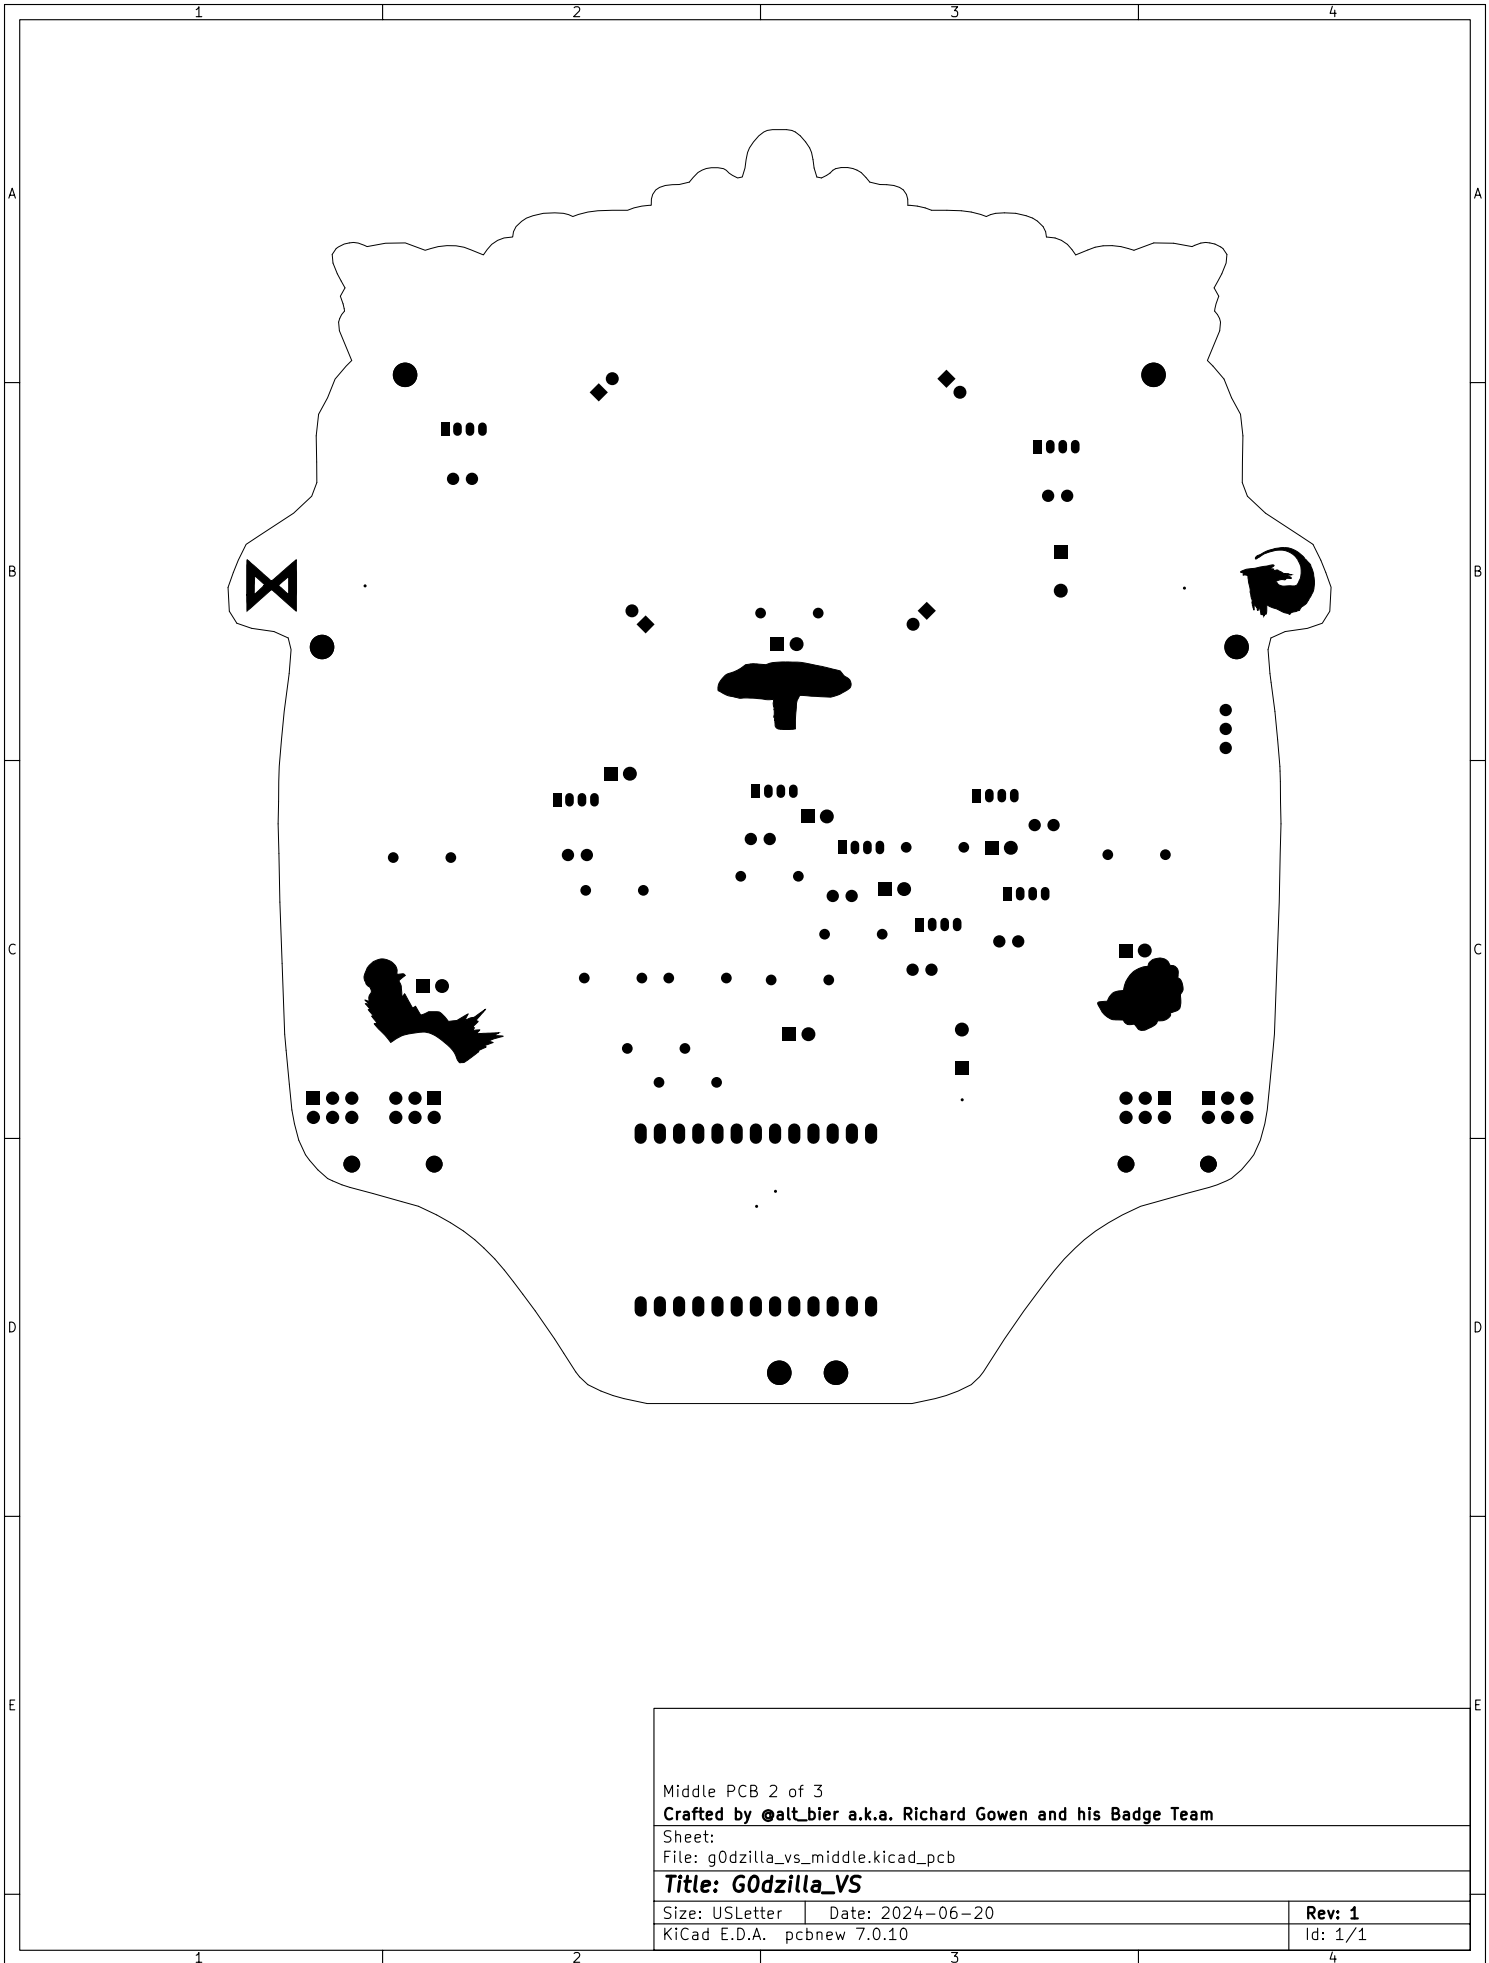 1 2 3 4
A A
B B
C C
D D
E E
Middle PCB 2 of 3
Crafted by @alt_bier a.k.a. Richard Gowen and his Badge Team
Sheet:
File: g0dzilla_vs_middle.kicad_pcb
Title: G0dzilla_VS
Size: USLetter Date: 2024-06-20 Rev: 1
KiCad E.D.A. pcbnew 7.0.10 Id: 1/1
1 2 3 4